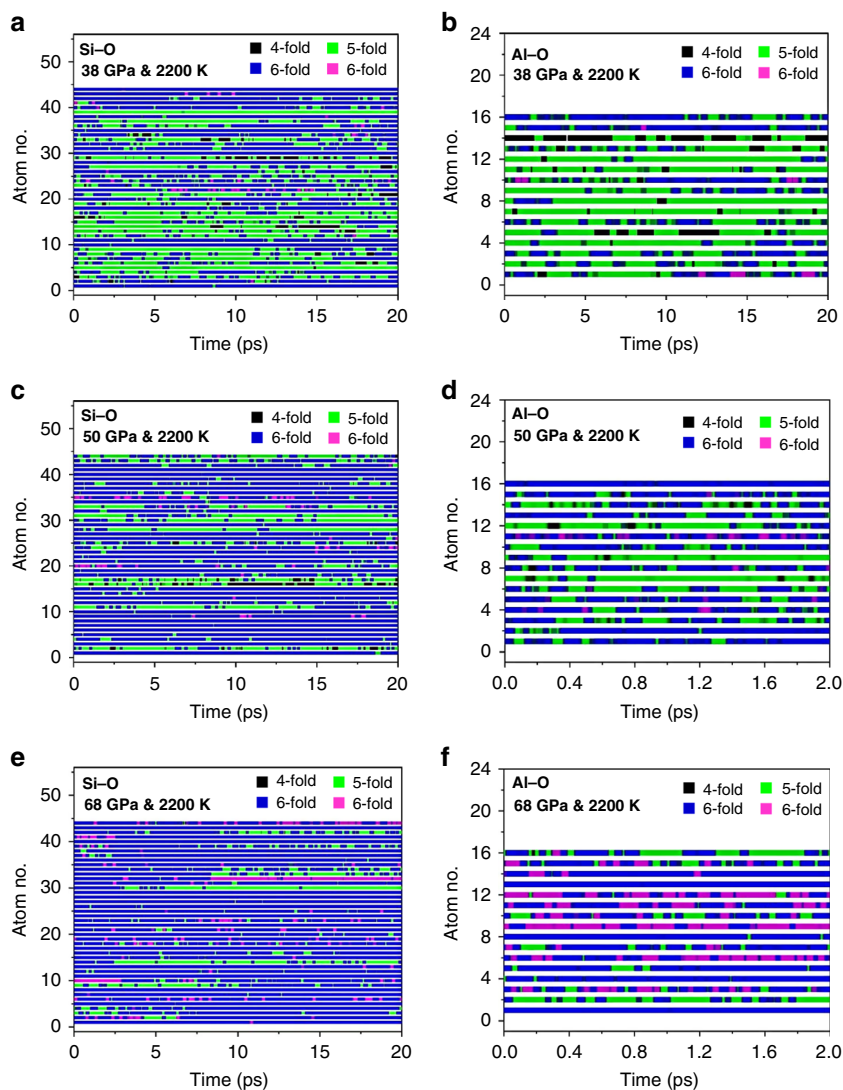 a
Si–O
38 GPa & 2200 K
4-fold 5-fold
6-fold 6-fold
50
40
30
20
10
0
Atom no.
0 5 10 15 20
Time (ps)
b
Al–O
38 GPa & 2200 K
4-fold 5-fold
6-fold 6-fold
24
20
16
12
8
4
0
Atom no.
0 5 10 15 20
Time (ps)
c
Si–O
50 GPa & 2200 K
4-fold 5-fold
6-fold 6-fold
50
40
30
20
10
0
Atom no.
0 5 10 15 20
Time (ps)
d
Al–O
50 GPa & 2200 K
4-fold 5-fold
6-fold 6-fold
24
20
16
12
8
4
0
Atom no.
0.0 0.4 0.8 1.2 1.6 2.0
Time (ps)
e
Si–O
68 GPa & 2200 K
4-fold 5-fold
6-fold 6-fold
50
40
30
20
10
0
Atom no.
0 5 10 15 20
Time (ps)
f
Al–O
68 GPa & 2200 K
4-fold 5-fold
6-fold 6-fold
24
20
16
12
8
4
0
Atom no.
0.0 0.4 0.8 1.2 1.6 2.0
Time (ps)